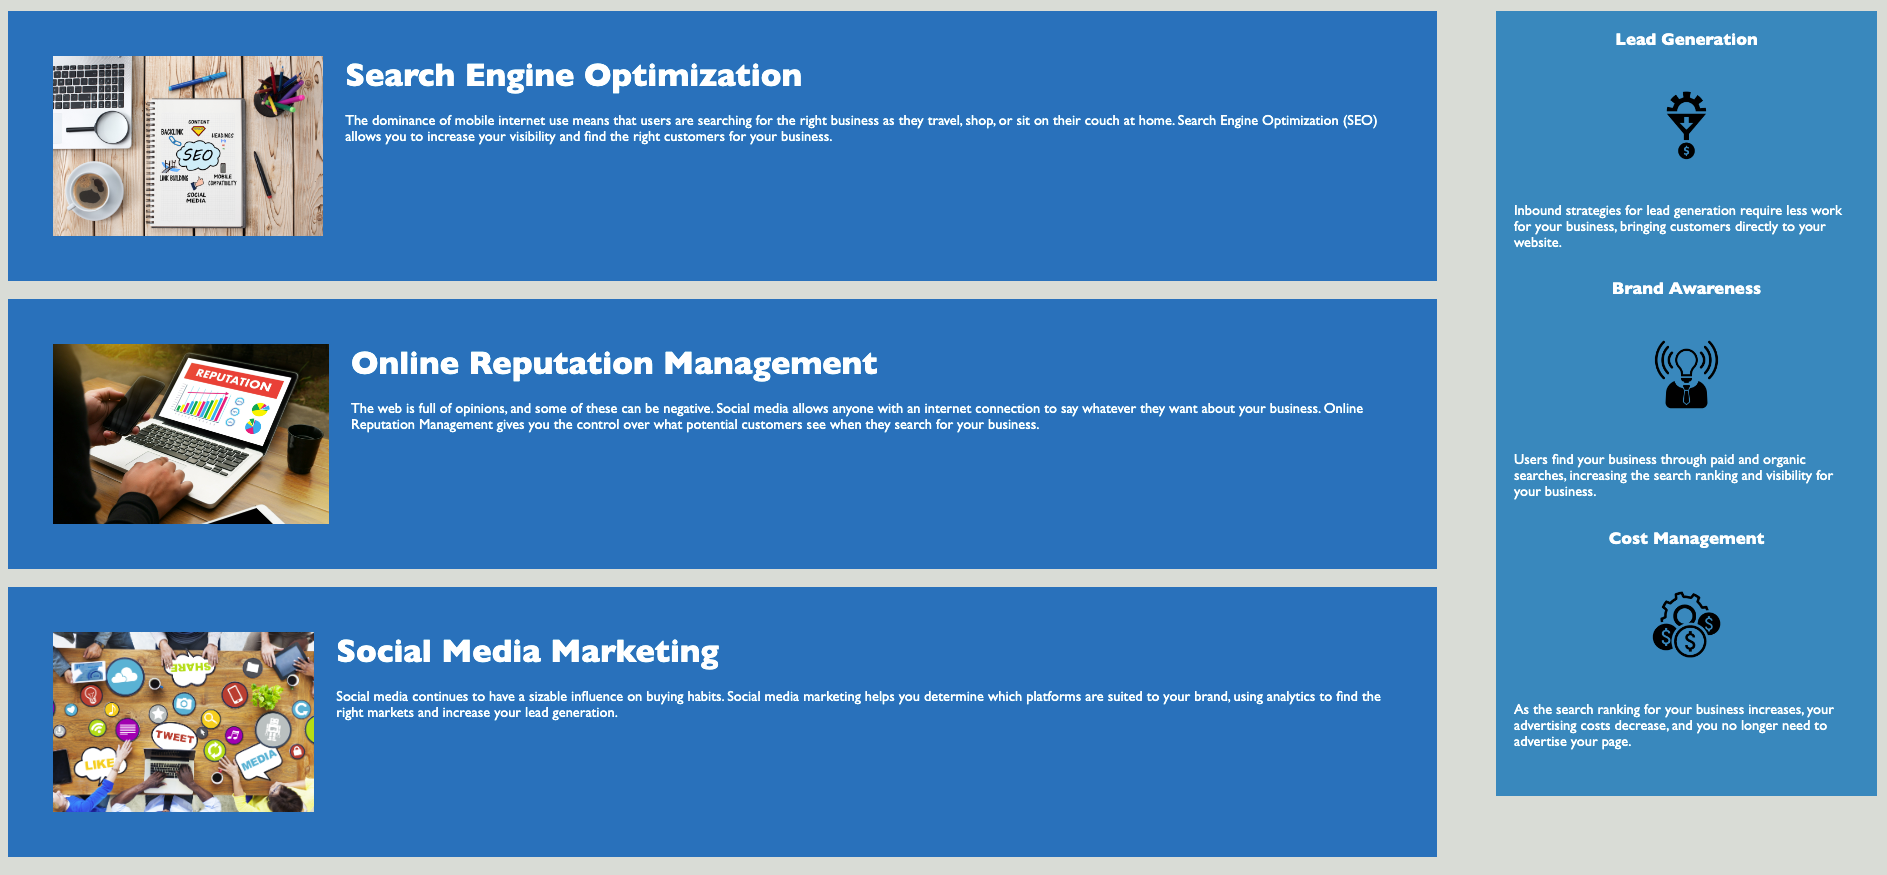 Search Engine Optimization
The dominance of mobile internet use means that users are searching for the right business as they travel, shop, or sit on their couch at home. Search Engine Optimization (SEO)
allows you to increase your visibility and find the right customers for your business.
CONTENT
BACKLINK
HEADINGS
SEO
LINK BUILDING
MOBILE
COMPATIBILITY
SOCIAL
MEDIA
Online Reputation Management
The web is full of opinions, and some of these can be negative. Social media allows anyone with an internet connection to say whatever they want about your business. Online
Reputation Management gives you the control over what potential customers see when they search for your business.
REPUTATION
Social Media Marketing
Social media continues to have a sizable influence on buying habits. Social media marketing helps you determine which platforms are suited to your brand, using analytics to find the
right markets and increase your lead generation.
SHARE
TWEET
LIKE
MEDIA
Lead Generation
$
Inbound strategies for lead generation require less work
for your business, bringing customers directly to your
website.
Brand Awareness
Users find your business through paid and organic
searches, increasing the search ranking and visibility for
your business.
Cost Management
$ $ $
As the search ranking for your business increases, your
advertising costs decrease, and you no longer need to
advertise your page.